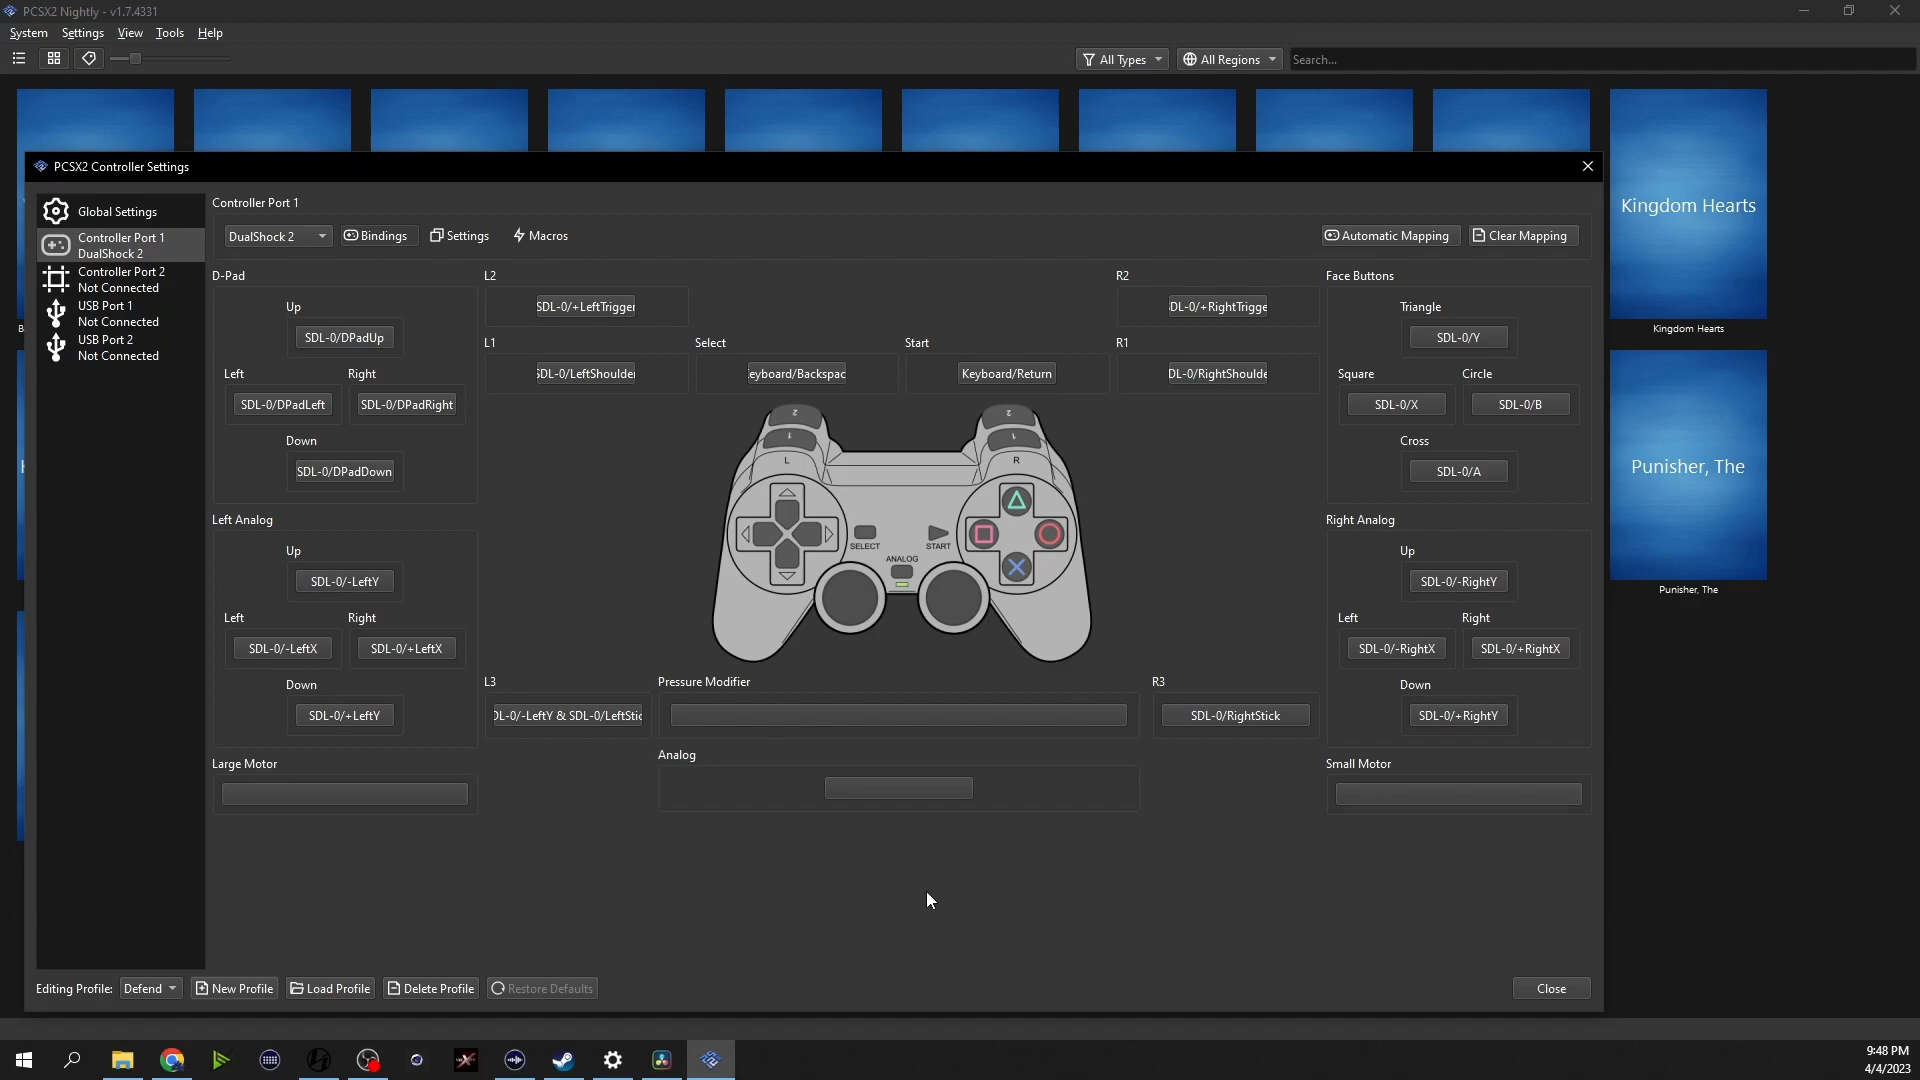 PCSX2 Nightly - v1.7.4331
System Settings View Tools Help
All Types All Regions Search...
Kingdom Hearts
Kingdom Hearts
Punisher, The
Punisher, The
PCSX2 Controller Settings
Global Settings
Controller Port 1
DualShock 2
Controller Port 2
Not Connected
USB Port 1
Not Connected
USB Port 2
Not Connected
Controller Port 1
DualShock 2 Bindings Settings Macros Automatic Mapping Clear Mapping
D-Pad
Up
SDL-0/DPadUp
Left Right
SDL-0/DPadLeft SDL-0/DPadRight
Down
SDL-0/DPadDown
L2
SDL-0/+LeftTrigger
L1
SDL-0/LeftShoulder
Select
eyboard/Backspac
Start
Keyboard/Return
R2
DL-0/+RightTrigge
R1
DL-0/RightShoulde
Face Buttons
Triangle
SDL-0/Y
Square Circle
SDL-0/X SDL-0/B
Cross
SDL-0/A
2 2
1 1
L R
SELECT START
ANALOG
Left Analog
Up
SDL-0/-LeftY
Left Right
SDL-0/-LeftX SDL-0/+LeftX
Down
SDL-0/+LeftY
Right Analog
Up
SDL-0/-RightY
Left Right
SDL-0/-RightX SDL-0/+RightX
Down
SDL-0/+RightY
L3
DL-0/-LeftY & SDL-0/LeftStic
Pressure Modifier
R3
SDL-0/RightStick
Analog
Large Motor
Small Motor
Editing Profile: Defend New Profile Load Profile Delete Profile Restore Defaults Close
9:48 PM
4/4/2023